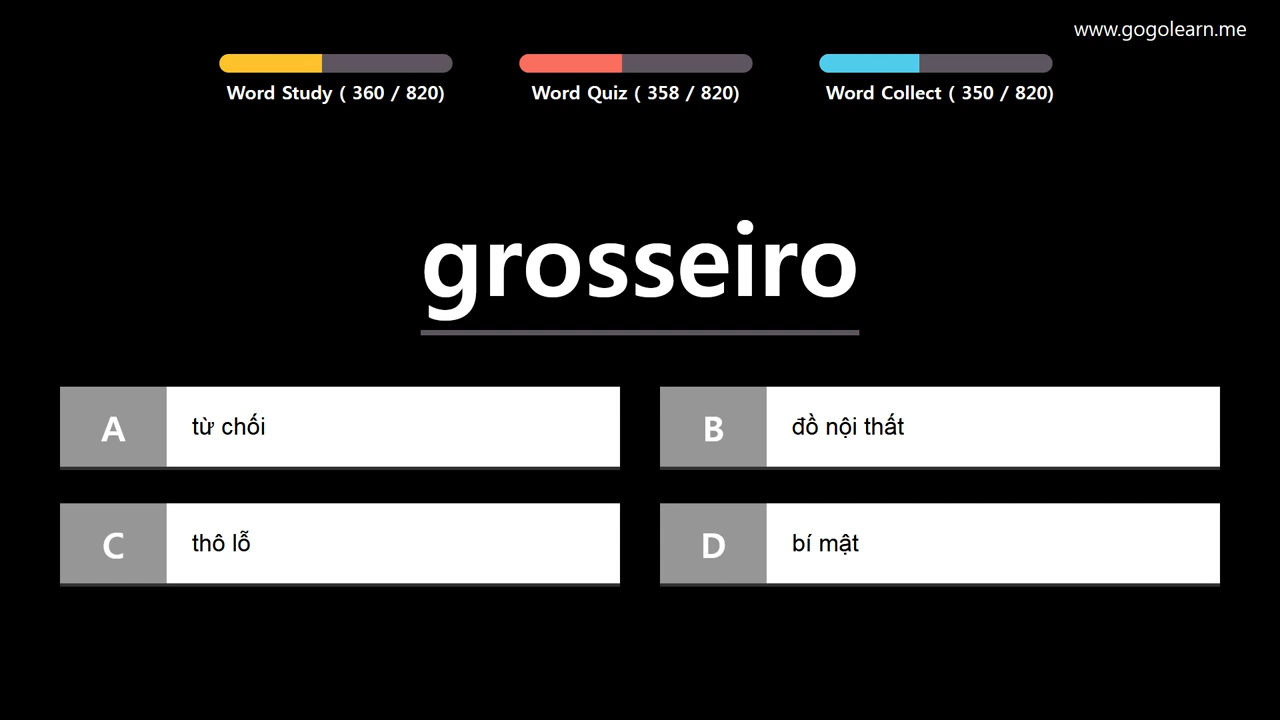 www.gogolearn.me
Word Study ( 360 / 820)
Word Quiz ( 358 / 820)
Word Collect ( 350 / 820)
grosseiro
A từ chối
B đồ nội thất
C thô lỗ
D bí mật